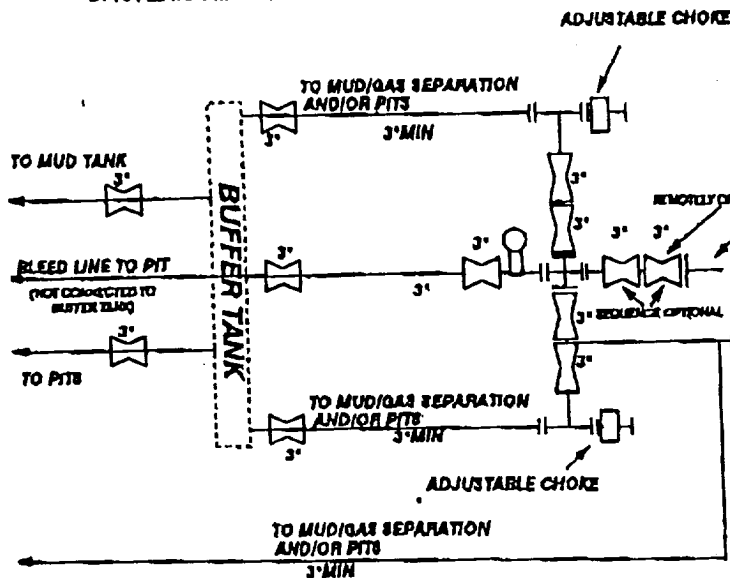 ADJUSTABLE CHOKE
TO MUD/GAS SEPARATION
AND/OR PITS
3" MIN
3"
TO MUD TANK
3"
3"
3"
REMOTELY
3" 3"
BUFFER TANK
BLEED LINE TO PIT
(NOT CONNECTED TO
BUFFER TANK)
3"
3"
3"
SEQUENCE OPTIONAL
3"
3"
3"
TO PITS
TO MUD/GAS SEPARATION
AND/OR PITS
3" MIN
3"
ADJUSTABLE CHOKE
TO MUD/GAS SEPARATION
AND/OR PITS
3" MIN